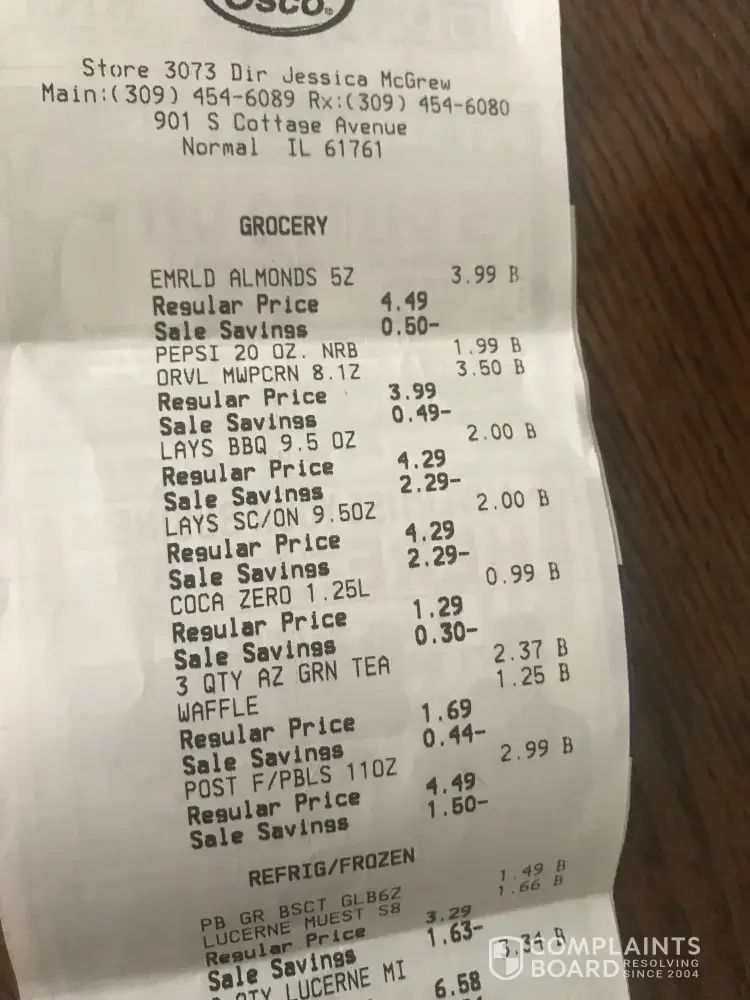 Osco®
Store 3073 Dir Jessica McGrew
Main:(309) 454-6089 Rx:(309) 454-6080
901 S Cottage Avenue
Normal IL 61761
GROCERY
EMRLD ALMONDS 5Z 3.99 B
Regular Price 4.49
Sale Savings 0.50-
PEPSI 20 OZ. NRB 1.99 B
ORVL MWPCRN 8.1Z 3.50 B
Regular Price 3.99
Sale Savings 0.49-
LAYS BBQ 9.5 OZ 2.00 B
Regular Price 4.29
Sale Savings 2.29-
LAYS SC/ON 9.5OZ 2.00 B
Regular Price 4.29
Sale Savings 2.29-
COCA ZERO 1.25L 0.99 B
Regular Price 1.29
Sale Savings 0.30-
3 QTY AZ GRN TEA 2.37 B
WAFFLE 1.25 B
Regular Price 1.69
Sale Savings 0.44-
POST F/PBLS 11OZ 2.99 B
Regular Price 4.49
Sale Savings 1.50-
REFRIG/FROZEN
PB GR BSCT GLB6Z 1.49 B
LUCERNE MUEST S8 1.66 B
Regular Price 3.29
Sale Savings 1.63-
QTY LUCERNE MI 3.34 B
6.58
COMPLAINTS
BOARD RESOLVING
SINCE 2004